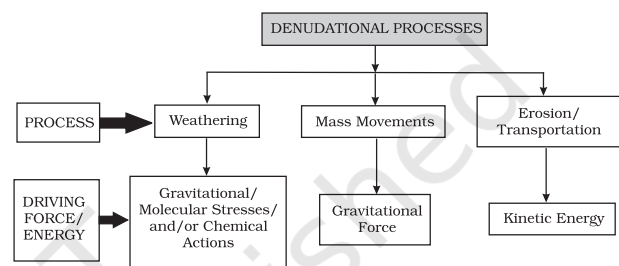 DENUDATIONAL PROCESSES
PROCESS
Weathering
Mass Movements
Erosion/
Transportation
DRIVING
FORCE/
ENERGY
Gravitational/
Molecular Stresses/
and/or Chemical
Actions
Gravitational
Force
Kinetic Energy